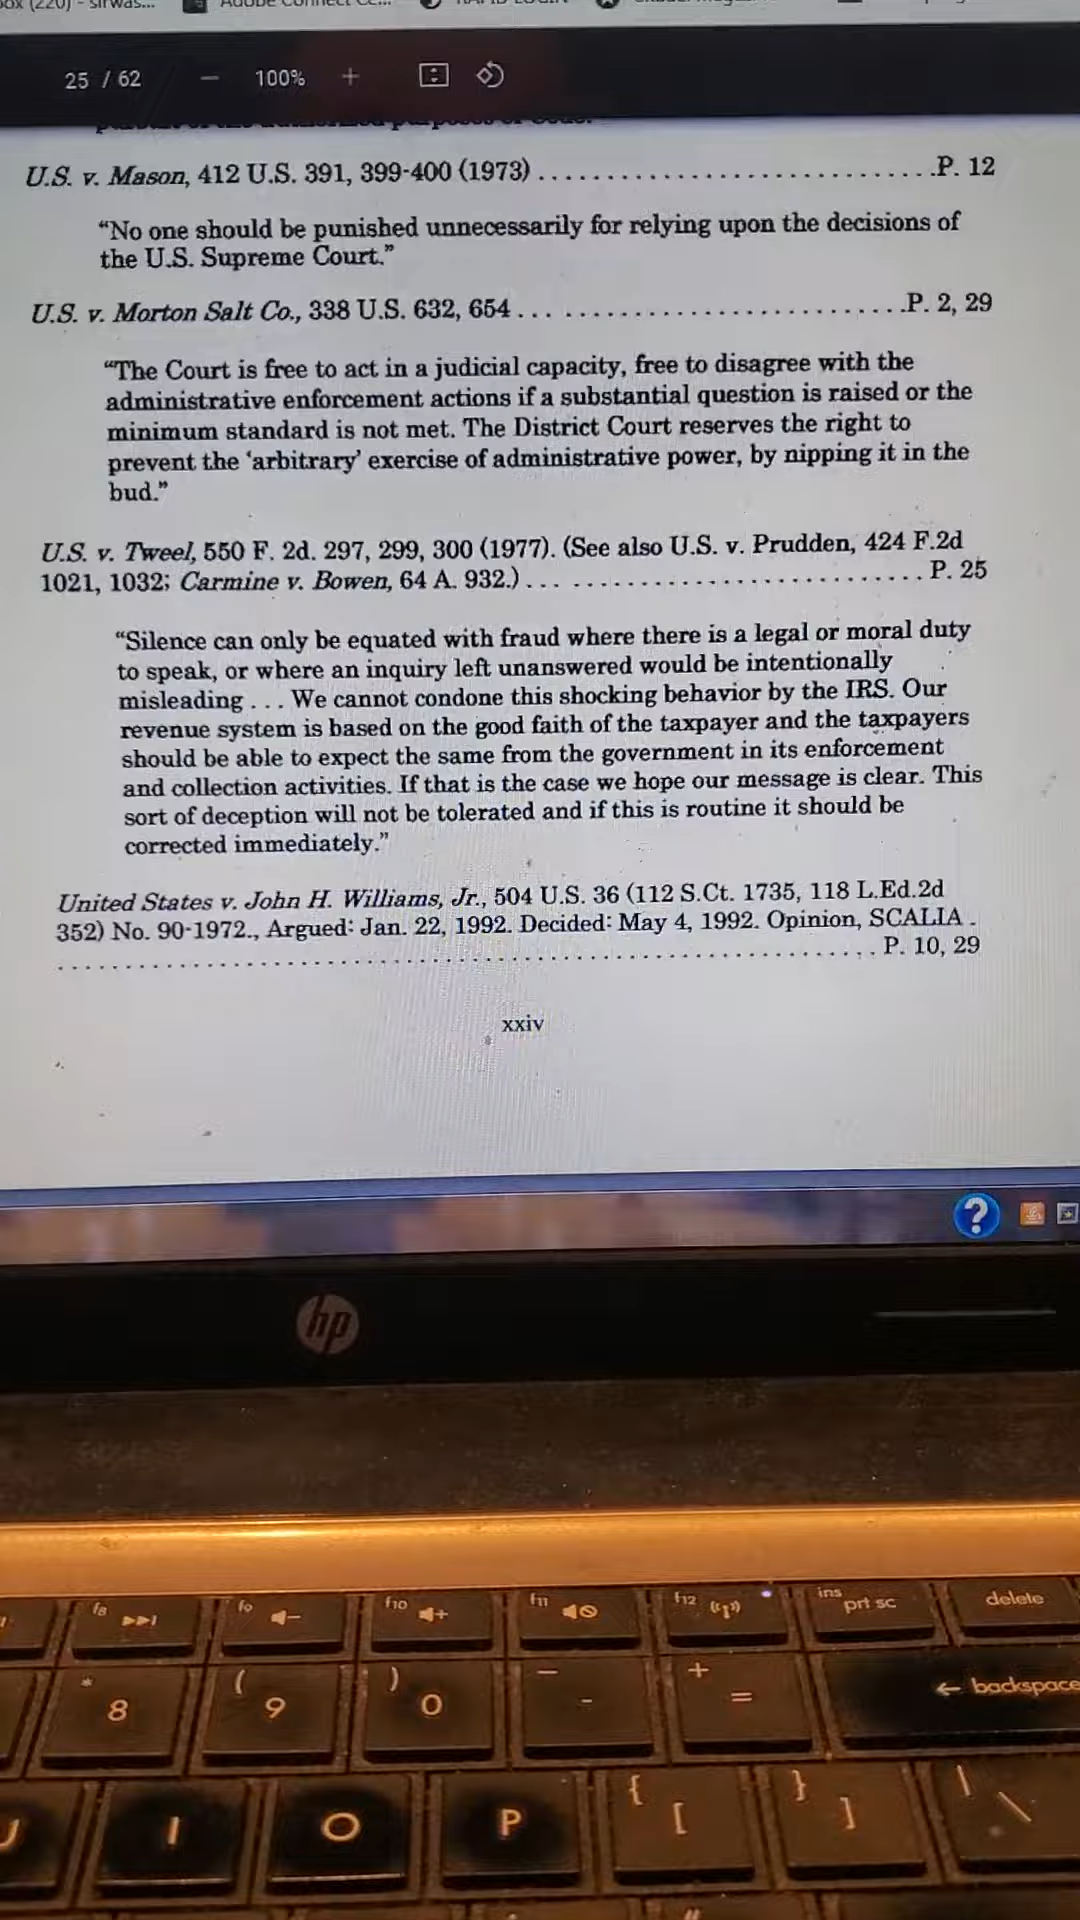 25 / 62 — 100% +
U.S. v. Mason, 412 U.S. 391, 399-400 (1973) . . . . . . . . . . . . . . . . . . . . . . . . . . . . . .P. 12
“No one should be punished unnecessarily for relying upon the decisions of
the U.S. Supreme Court.”
U.S. v. Morton Salt Co., 338 U.S. 632, 654 . . . . . . . . . . . . . . . . . . . . . . . . . . . . .P. 2, 29
“The Court is free to act in a judicial capacity, free to disagree with the
administrative enforcement actions if a substantial question is raised or the
minimum standard is not met. The District Court reserves the right to
prevent the ‘arbitrary’ exercise of administrative power, by nipping it in the
bud.”
U.S. v. Tweel, 550 F. 2d. 297, 299, 300 (1977). (See also U.S. v. Prudden, 424 F.2d
1021, 1032; Carmine v. Bowen, 64 A. 932.) . . . . . . . . . . . . . . . . . . . . . . . . . . . . . P. 25
“Silence can only be equated with fraud where there is a legal or moral duty
to speak, or where an inquiry left unanswered would be intentionally
misleading . . . We cannot condone this shocking behavior by the IRS. Our
revenue system is based on the good faith of the taxpayer and the taxpayers
should be able to expect the same from the government in its enforcement
and collection activities. If that is the case we hope our message is clear. This
sort of deception will not be tolerated and if this is routine it should be
corrected immediately.”
United States v. John H. Williams, Jr., 504 U.S. 36 (112 S.Ct. 1735, 118 L.Ed.2d
352) No. 90-1972., Argued: Jan. 22, 1992. Decided: May 4, 1992. Opinion, SCALIA .
. . . . . . . . . . . . . . . . . . . . . . . . . . . . . . . . . . . . . . . . . . . . . . . . . . . . . . . . . . . . P. 10, 29
xxiv
?
hp
f8 f9 f10 f11 f12 ins prt sc delete
* 8 ( 9 ) 0 — - + = ← backspace
J I O P { [ } ] | \
"